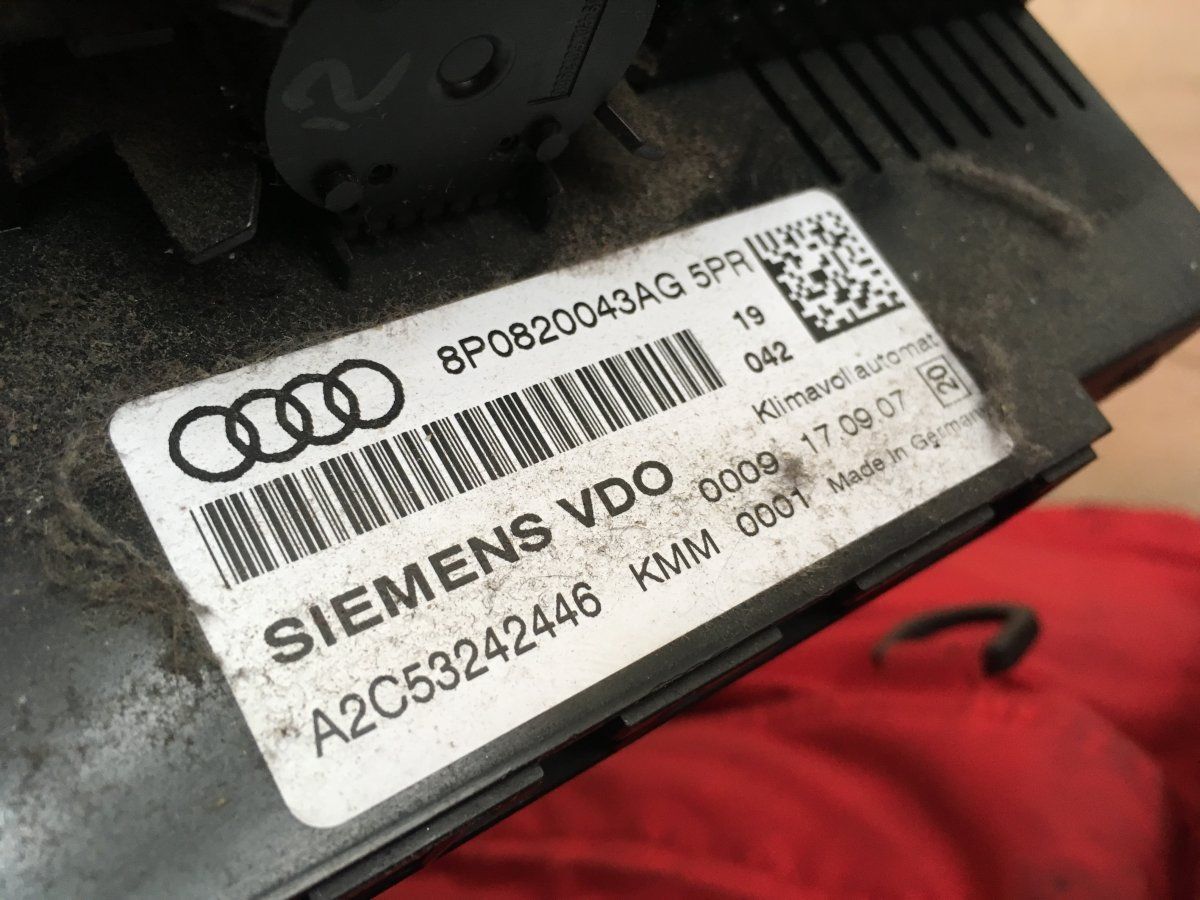 8P0820043AG 5PR
19
042
Klimavollautomat
SIEMENS VDO 0009 17.09.07 20
A2C53242446 KMM 0001 Made in Germany